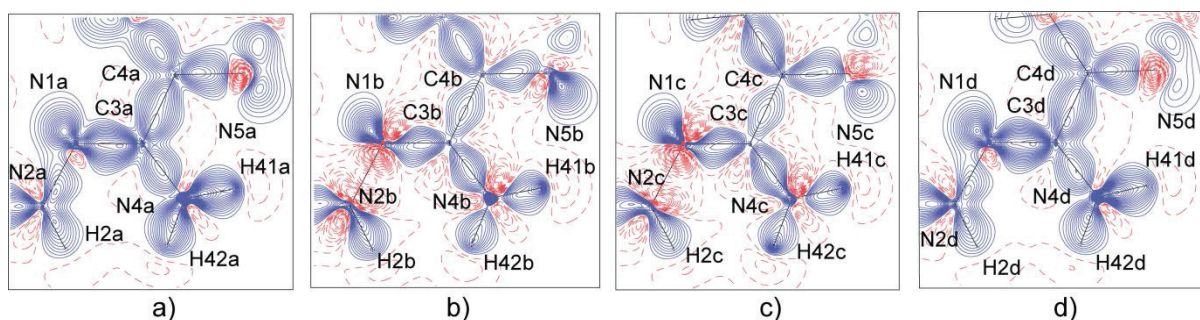 C4a
N1a
C3a
N5a
N2a
H41a
N4a
H2a
H42a
a)
C4b
N1b
C3b
N5b
H41b
N2b
N4b
H2b
H42b
b)
C4c
N1c
C3c
N5c
H41c
N2c
N4c
H2c
H42c
c)
C4d
N1d
C3d
N5d
H41d
N4d
N2d
H2d
H42d
d)